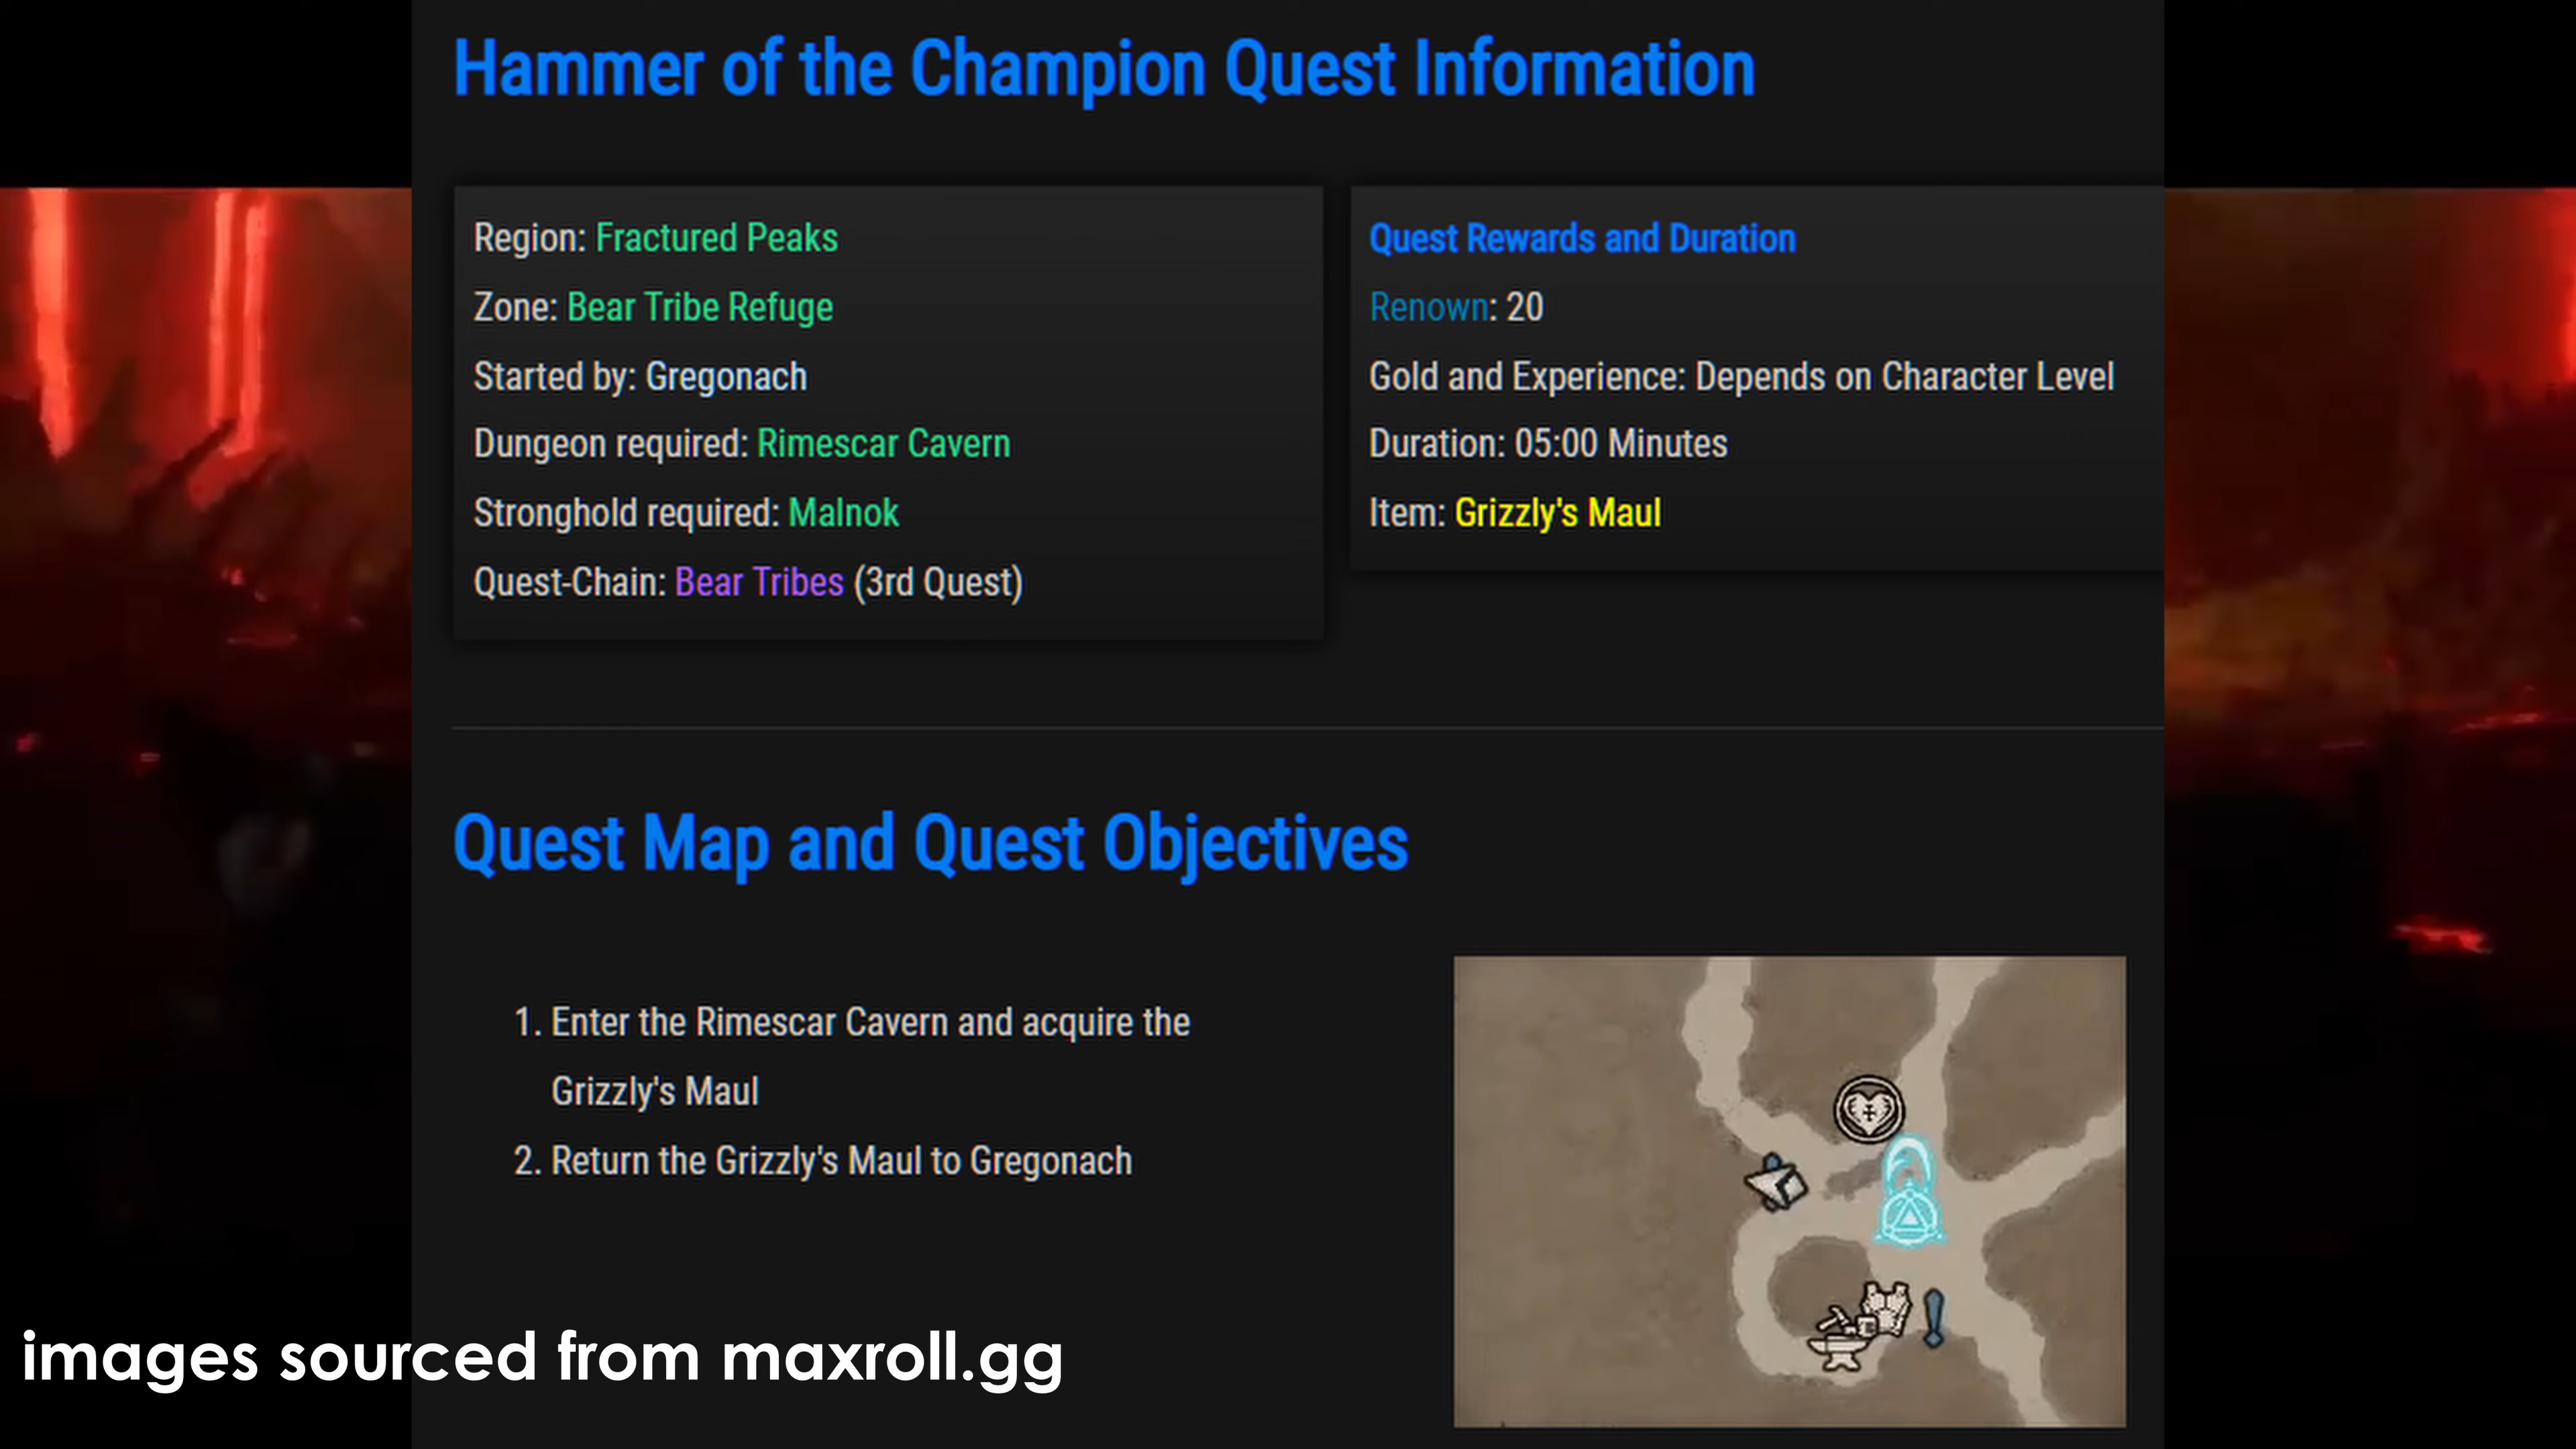 Hammer of the Champion Quest Information
Region: Fractured Peaks
Zone: Bear Tribe Refuge
Started by: Gregonach
Dungeon required: Rimescar Cavern
Stronghold required: Malnok
Quest-Chain: Bear Tribes (3rd Quest)
Quest Rewards and Duration
Renown: 20
Gold and Experience: Depends on Character Level
Duration: 05:00 Minutes
Item: Grizzly's Maul
Quest Map and Quest Objectives
1. Enter the Rimescar Cavern and acquire the
Grizzly's Maul
2. Return the Grizzly's Maul to Gregonach
images sourced from maxroll.gg